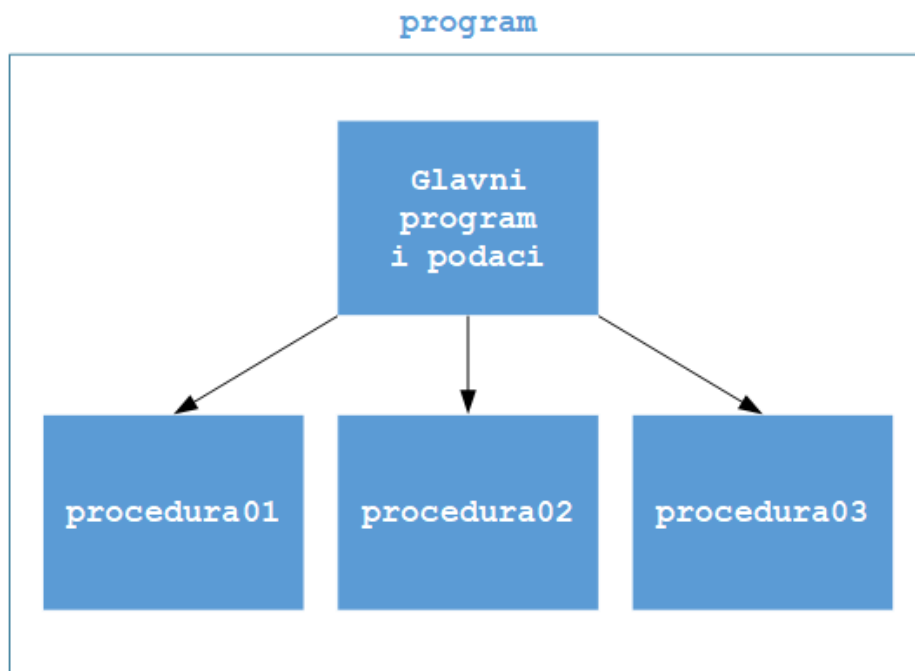 program
Glavni
program
i podaci
procedura01
procedura02
procedura03